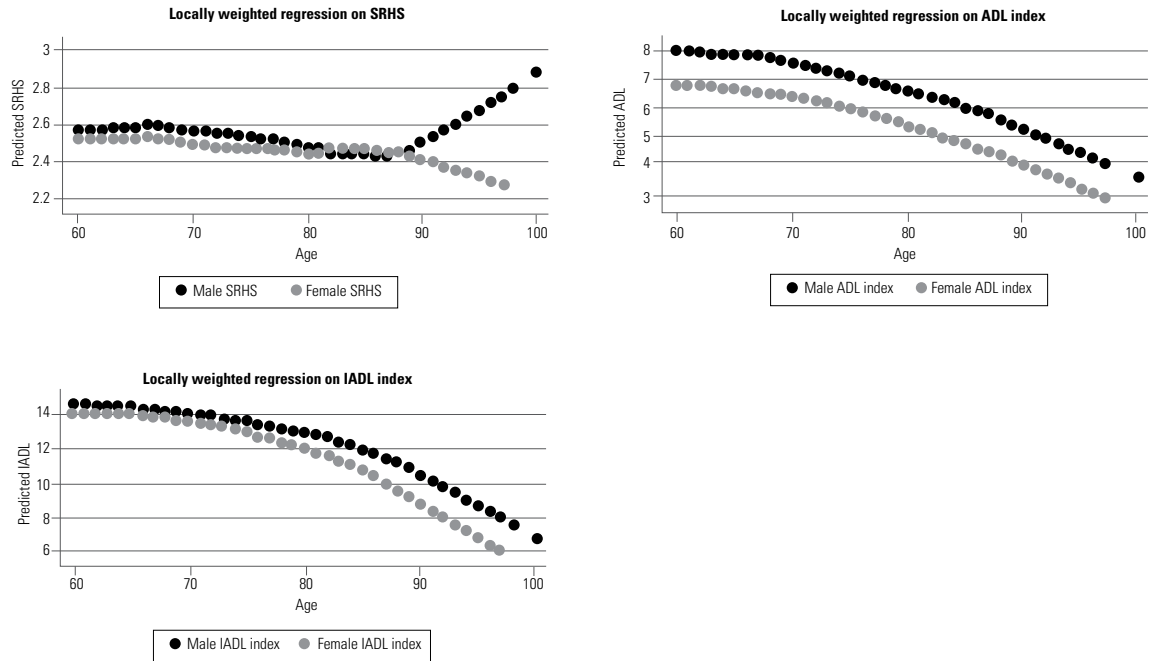 Locally weighted regression on SRHS
3
2.8
2.6
2.4
2.2
Predicted SRHS
60 70 80 90 100
Age
Male SRHS Female SRHS
Locally weighted regression on ADL index
8
7
6
5
4
3
Predicted ADL
60 70 80 90 100
Age
Male ADL index Female ADL index
Locally weighted regression on IADL index
14
12
10
8
6
Predicted IADL
60 70 80 90 100
Age
Male IADL index Female IADL index